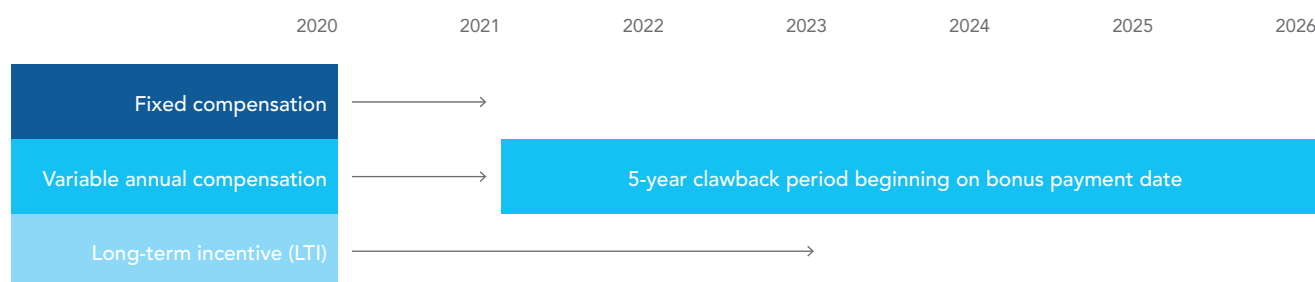 2020 2021 2022 2023 2024 2025 2026
Fixed compensation
Variable annual compensation 5-year clawback period beginning on bonus payment date
Long-term incentive (LTI)